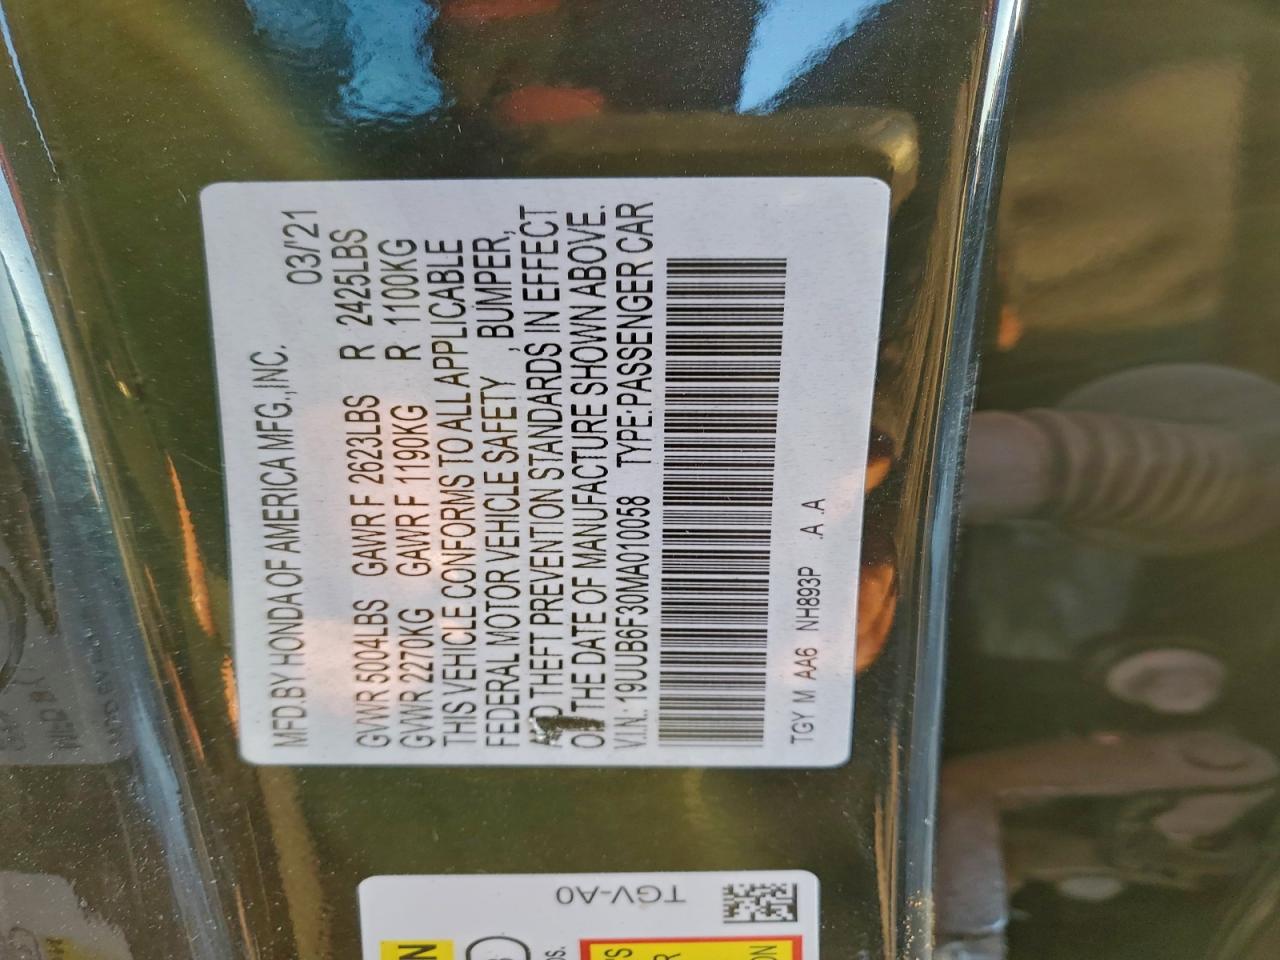 MFD.BY HONDA OF AMERICA MFG.,INC.
03/'21
GVWR 5004LBS GAWR F 2623LBS R 2425LBS
GVWR 2270KG GAWR F 1190KG R 1100KG
THIS VEHICLE CONFORMS TO ALL APPLICABLE
FEDERAL MOTOR VEHICLE SAFETY , BUMPER,
AND THEFT PREVENTION STANDARDS IN EFFECT
ON THE DATE OF MANUFACTURE SHOWN ABOVE.
V.I.N.: 19UUB6F30MA010058 TYPE:PASSENGER CAR
TGY M AA6 NH893P .A .A
TGV-A0